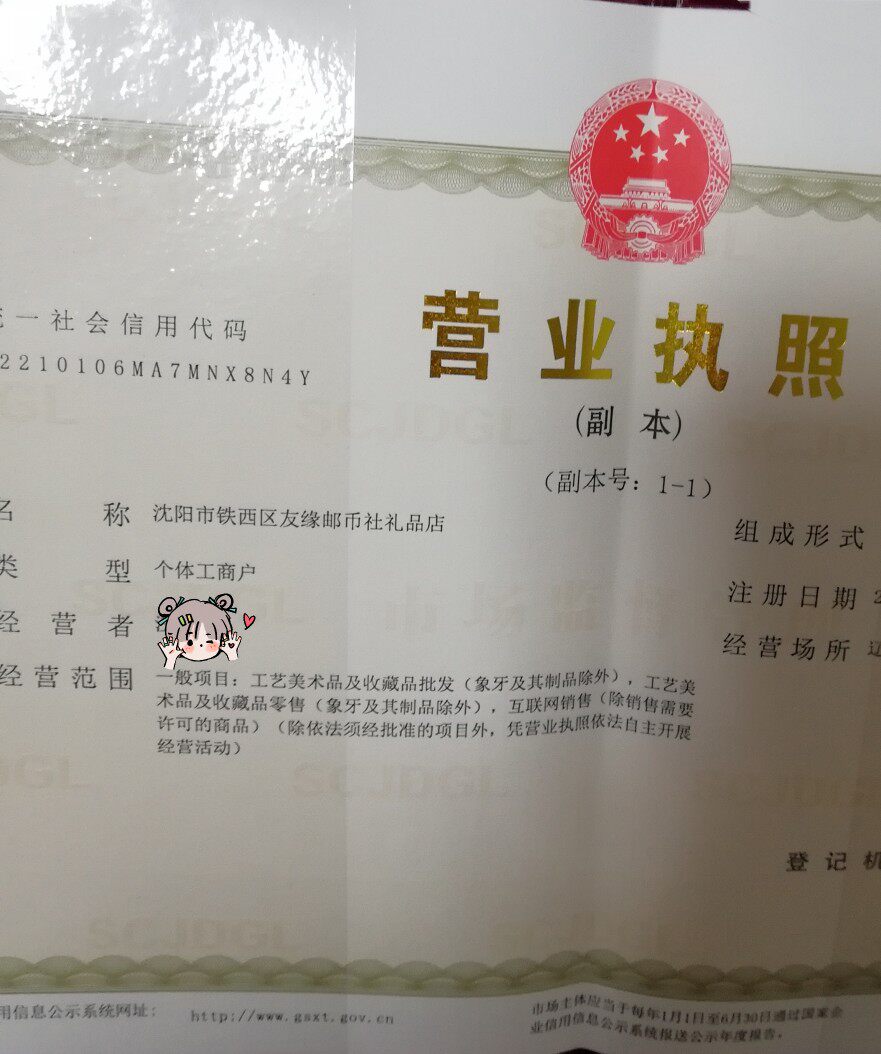 营业执照
(副本)
（副本号：1-1）
一社会信用代码
2210106MA7MNX8N4Y
名称 沈阳市铁西区友缘邮币社礼品店
类型 个体工商户
经营者
经营范围 一般项目：工艺美术品及收藏品批发（象牙及其制品除外），工艺美
术品及收藏品零售（象牙及其制品除外），互联网销售（除销售需要
许可的商品）（除依法须经批准的项目外，凭营业执照依法自主开展
经营活动）
组成形式
注册日期 2
经营场所
登记机
用信息公示系统网址： http://www.gsxt.gov.cn
市场主体应当于每年1月1日至6月30日通过国家企
业信用信息公示系统报送公示年度报告。
SCJDGL
SCJDGL
SCJDGL
SCJDGL